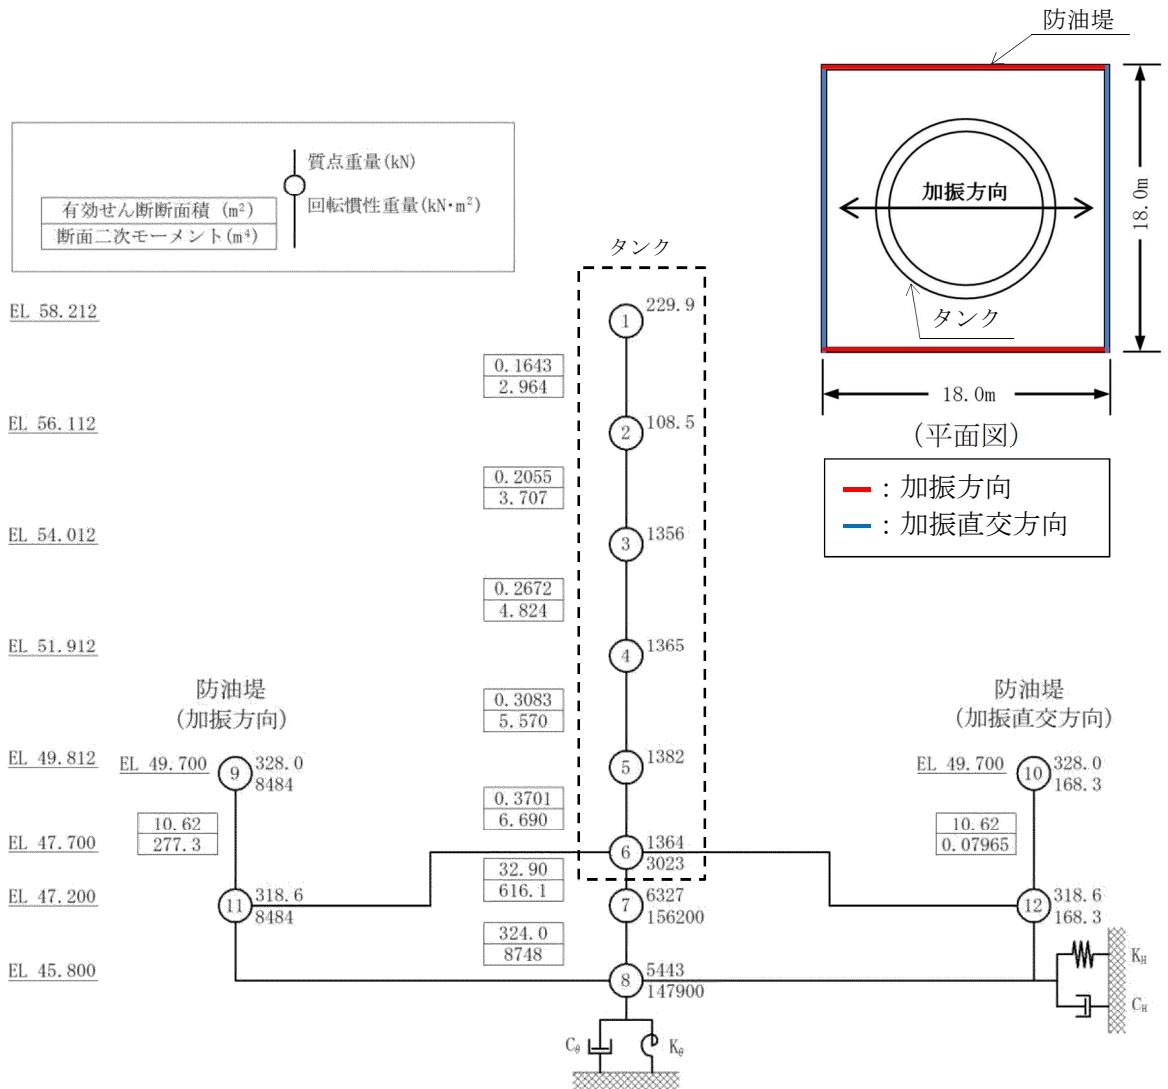 防油堤
質点重量(kN)
回転慣性重量(kN·m²)
有効せん断断面積 (m²)
断面二次モーメント(m⁴)
加振方向
タンク
18.0m
18.0m
(平面図)
：加振方向
：加振直交方向
タンク
EL 58.212
1
229.9
0.1643
2.964
EL 56.112
2
108.5
0.2055
3.707
EL 54.012
3
1356
0.2672
4.824
EL 51.912
4
1365
0.3083
5.570
防油堤
(加振方向)
防油堤
(加振直交方向)
EL 49.812
5
1382
EL 49.700
9
328.0
8484
EL 49.700
10
328.0
168.3
0.3701
6.690
10.62
277.3
10.62
0.07965
EL 47.700
6
1364
3023
32.90
616.1
EL 47.200
11
318.6
8484
7
6327
156200
12
318.6
168.3
324.0
8748
EL 45.800
8
5443
147900
K_H
C_H
C_θ
K_θ